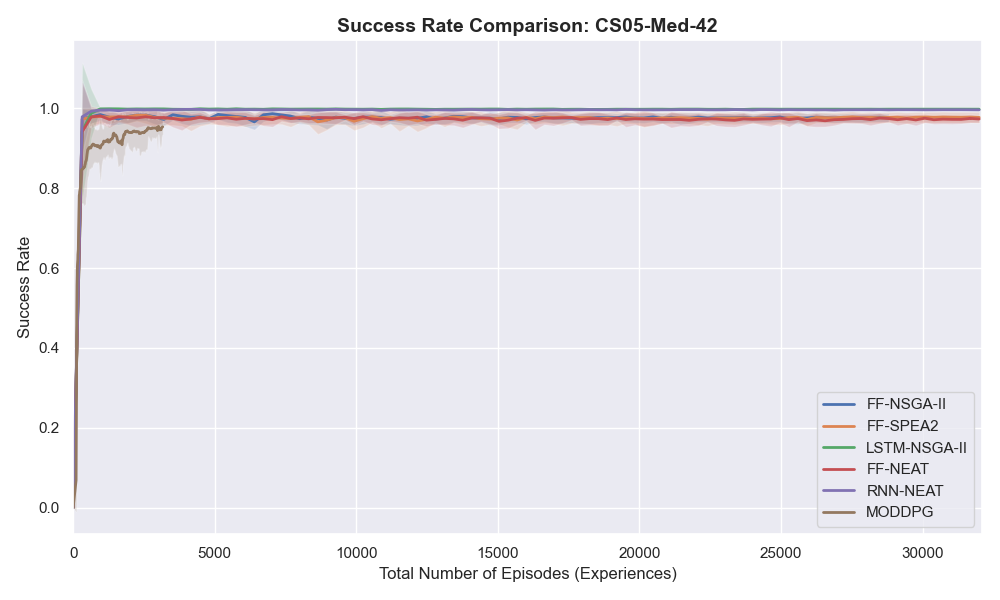 Success Rate Comparison: CS05-Med-42
Success Rate
1.0
0.8
0.6
0.4
0.2
0.0
0
5000
10000
15000
20000
25000
30000
Total Number of Episodes (Experiences)
FF-NSGA-II
FF-SPEA2
LSTM-NSGA-II
FF-NEAT
RNN-NEAT
MODDPG